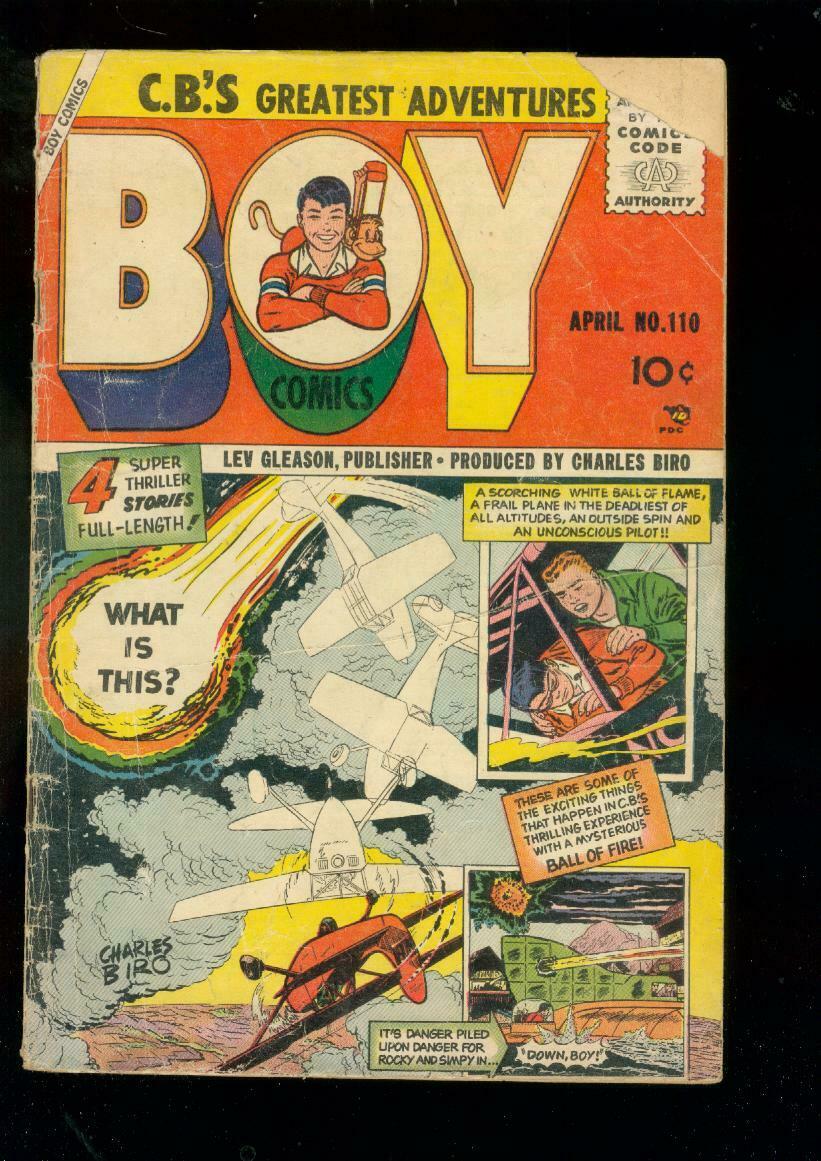 BOY COMICS
C.B.'S GREATEST ADVENTURES
BY
COMICS
CODE
AUTHORITY
BOY
COMICS
APRIL NO.110
10¢
PDC
LEV GLEASON, PUBLISHER • PRODUCED BY CHARLES BIRO
4 SUPER
THRILLER
STORIES
FULL-LENGTH!
A SCORCHING WHITE BALL OF FLAME,
A FRAIL PLANE IN THE DEADLIEST OF
ALL ALTITUDES, AN OUTSIDE SPIN AND
AN UNCONSCIOUS PILOT!!
WHAT
IS
THIS?
THESE ARE SOME OF
THE EXCITING THINGS
THAT HAPPEN IN C.B.'S
THRILLING EXPERIENCE
WITH A MYSTERIOUS
BALL OF FIRE!
CHARLES
BIRO
IT'S DANGER PILED
UPON DANGER FOR
ROCKY AND SIMPY IN...
"DOWN, BOY!"